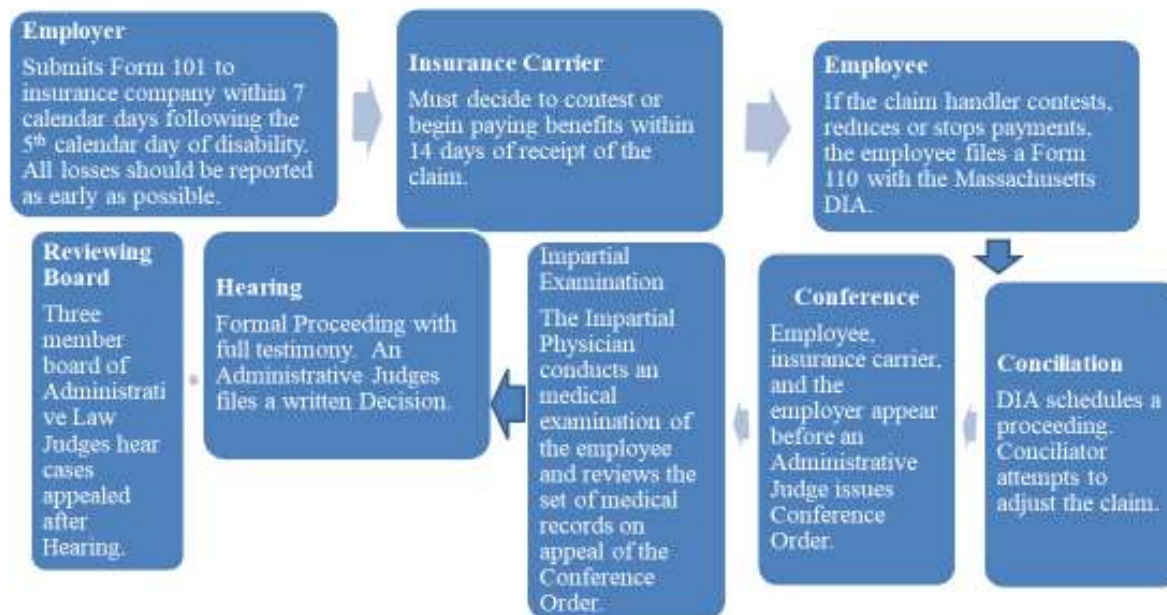 Employer
Submits Form 101 to
insurance company within 7
calendar days following the
5th calendar day of disability.
All losses should be reported
as early as possible.
Insurance Carrier
Must decide to contest or
begin paying benefits within
14 days of receipt of the
claim.
Employee
If the claim handler contests,
reduces or stops payments,
the employee files a Form
110 with the Massachusetts
DIA.
Conciliation
DIA schedules a
proceeding.
Conciliator
attempts to
adjust the claim.
Conference
Employee,
insurance carrier,
and the
employer appear
before an
Administrative
Judge issues
Conference
Order.
Impartial
Examination
The Impartial
Physician
conducts an
medical
examination of
the employee
and reviews the
set of medical
records on
appeal of the
Conference
Order.
Hearing
Formal Proceeding with
full testimony. An
Administrative Judges
files a written Decision.
Reviewing
Board
Three
member
board of
Administrati
ve Law
Judges hear
cases
appealed
after
Hearing.